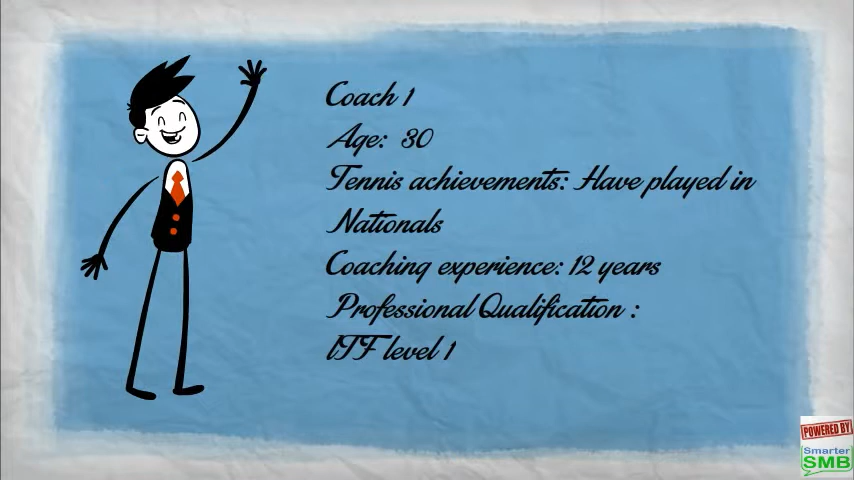 Coach 1
Age: 30
Tennis achievements: Have played in
Nationals
Coaching experience: 12 years
Professional Qualification :
ITF level 1
POWERED BY
Smarter
SMB